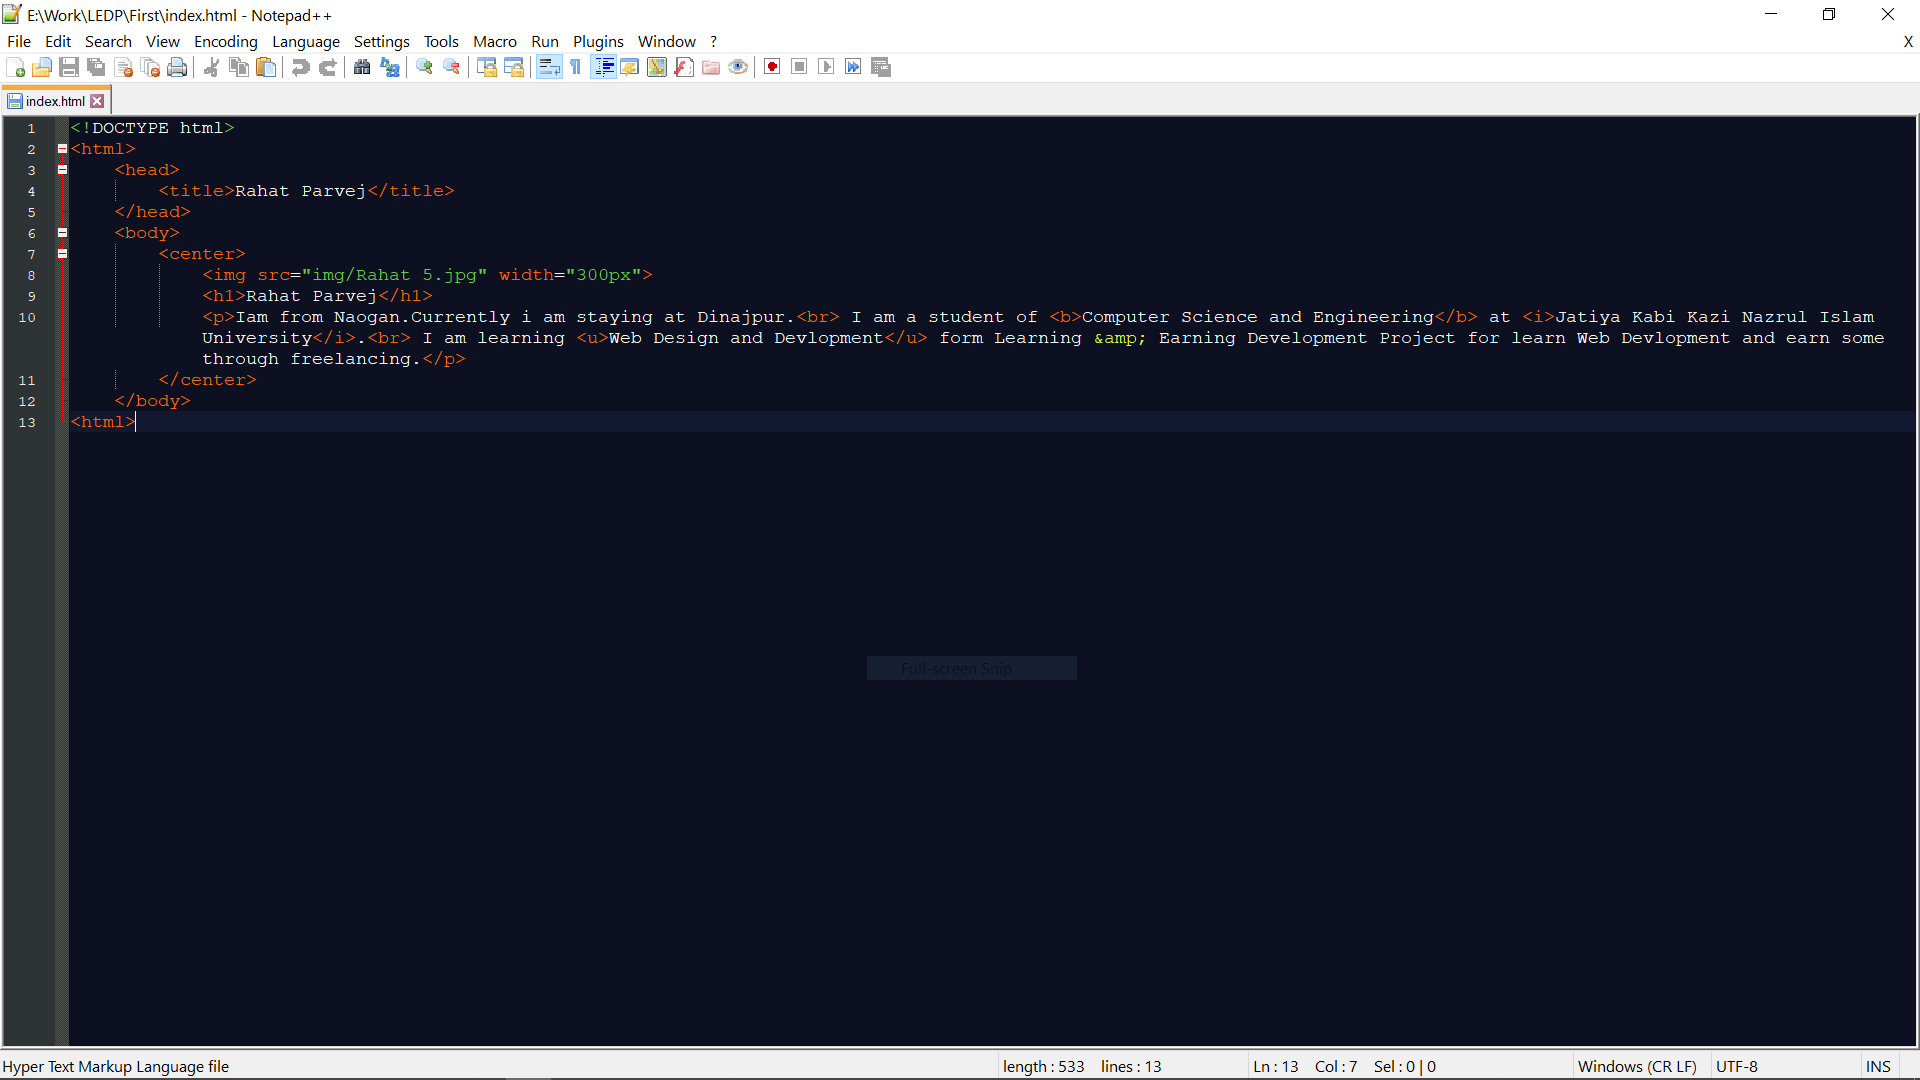 E:\Work\LEDP\First\index.html - Notepad++
File Edit Search View Encoding Language Settings Tools Macro Run Plugins Window ? X
index.html
1 <!DOCTYPE html>
2 <html>
3 <head>
4 <title>Rahat Parvej</title>
5 </head>
6 <body>
7 <center>
8 <img src="img/Rahat 5.jpg" width="300px">
9 <h1>Rahat Parvej</h1>
10 <p>Iam from Naogan.Currently i am staying at Dinajpur.<br> I am a student of <b>Computer Science and Engineering</b> at <i>Jatiya Kabi Kazi Nazrul Islam
University</i>.<br> I am learning <u>Web Design and Devlopment</u> form Learning &amp; Earning Development Project for learn Web Devlopment and earn some
through freelancing.</p>
11 </center>
12 </body>
13 <html>
Full-screen Snip
Hyper Text Markup Language file length : 533 lines : 13 Ln : 13 Col : 7 Sel : 0 | 0 Windows (CR LF) UTF-8 INS